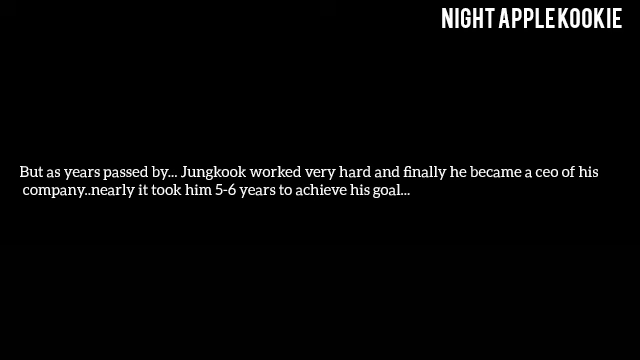 NIGHT APPLE KOOKIE
But as years passed by... Jungkook worked very hard and finally he became a ceo of his
company..nearly it took him 5-6 years to achieve his goal...